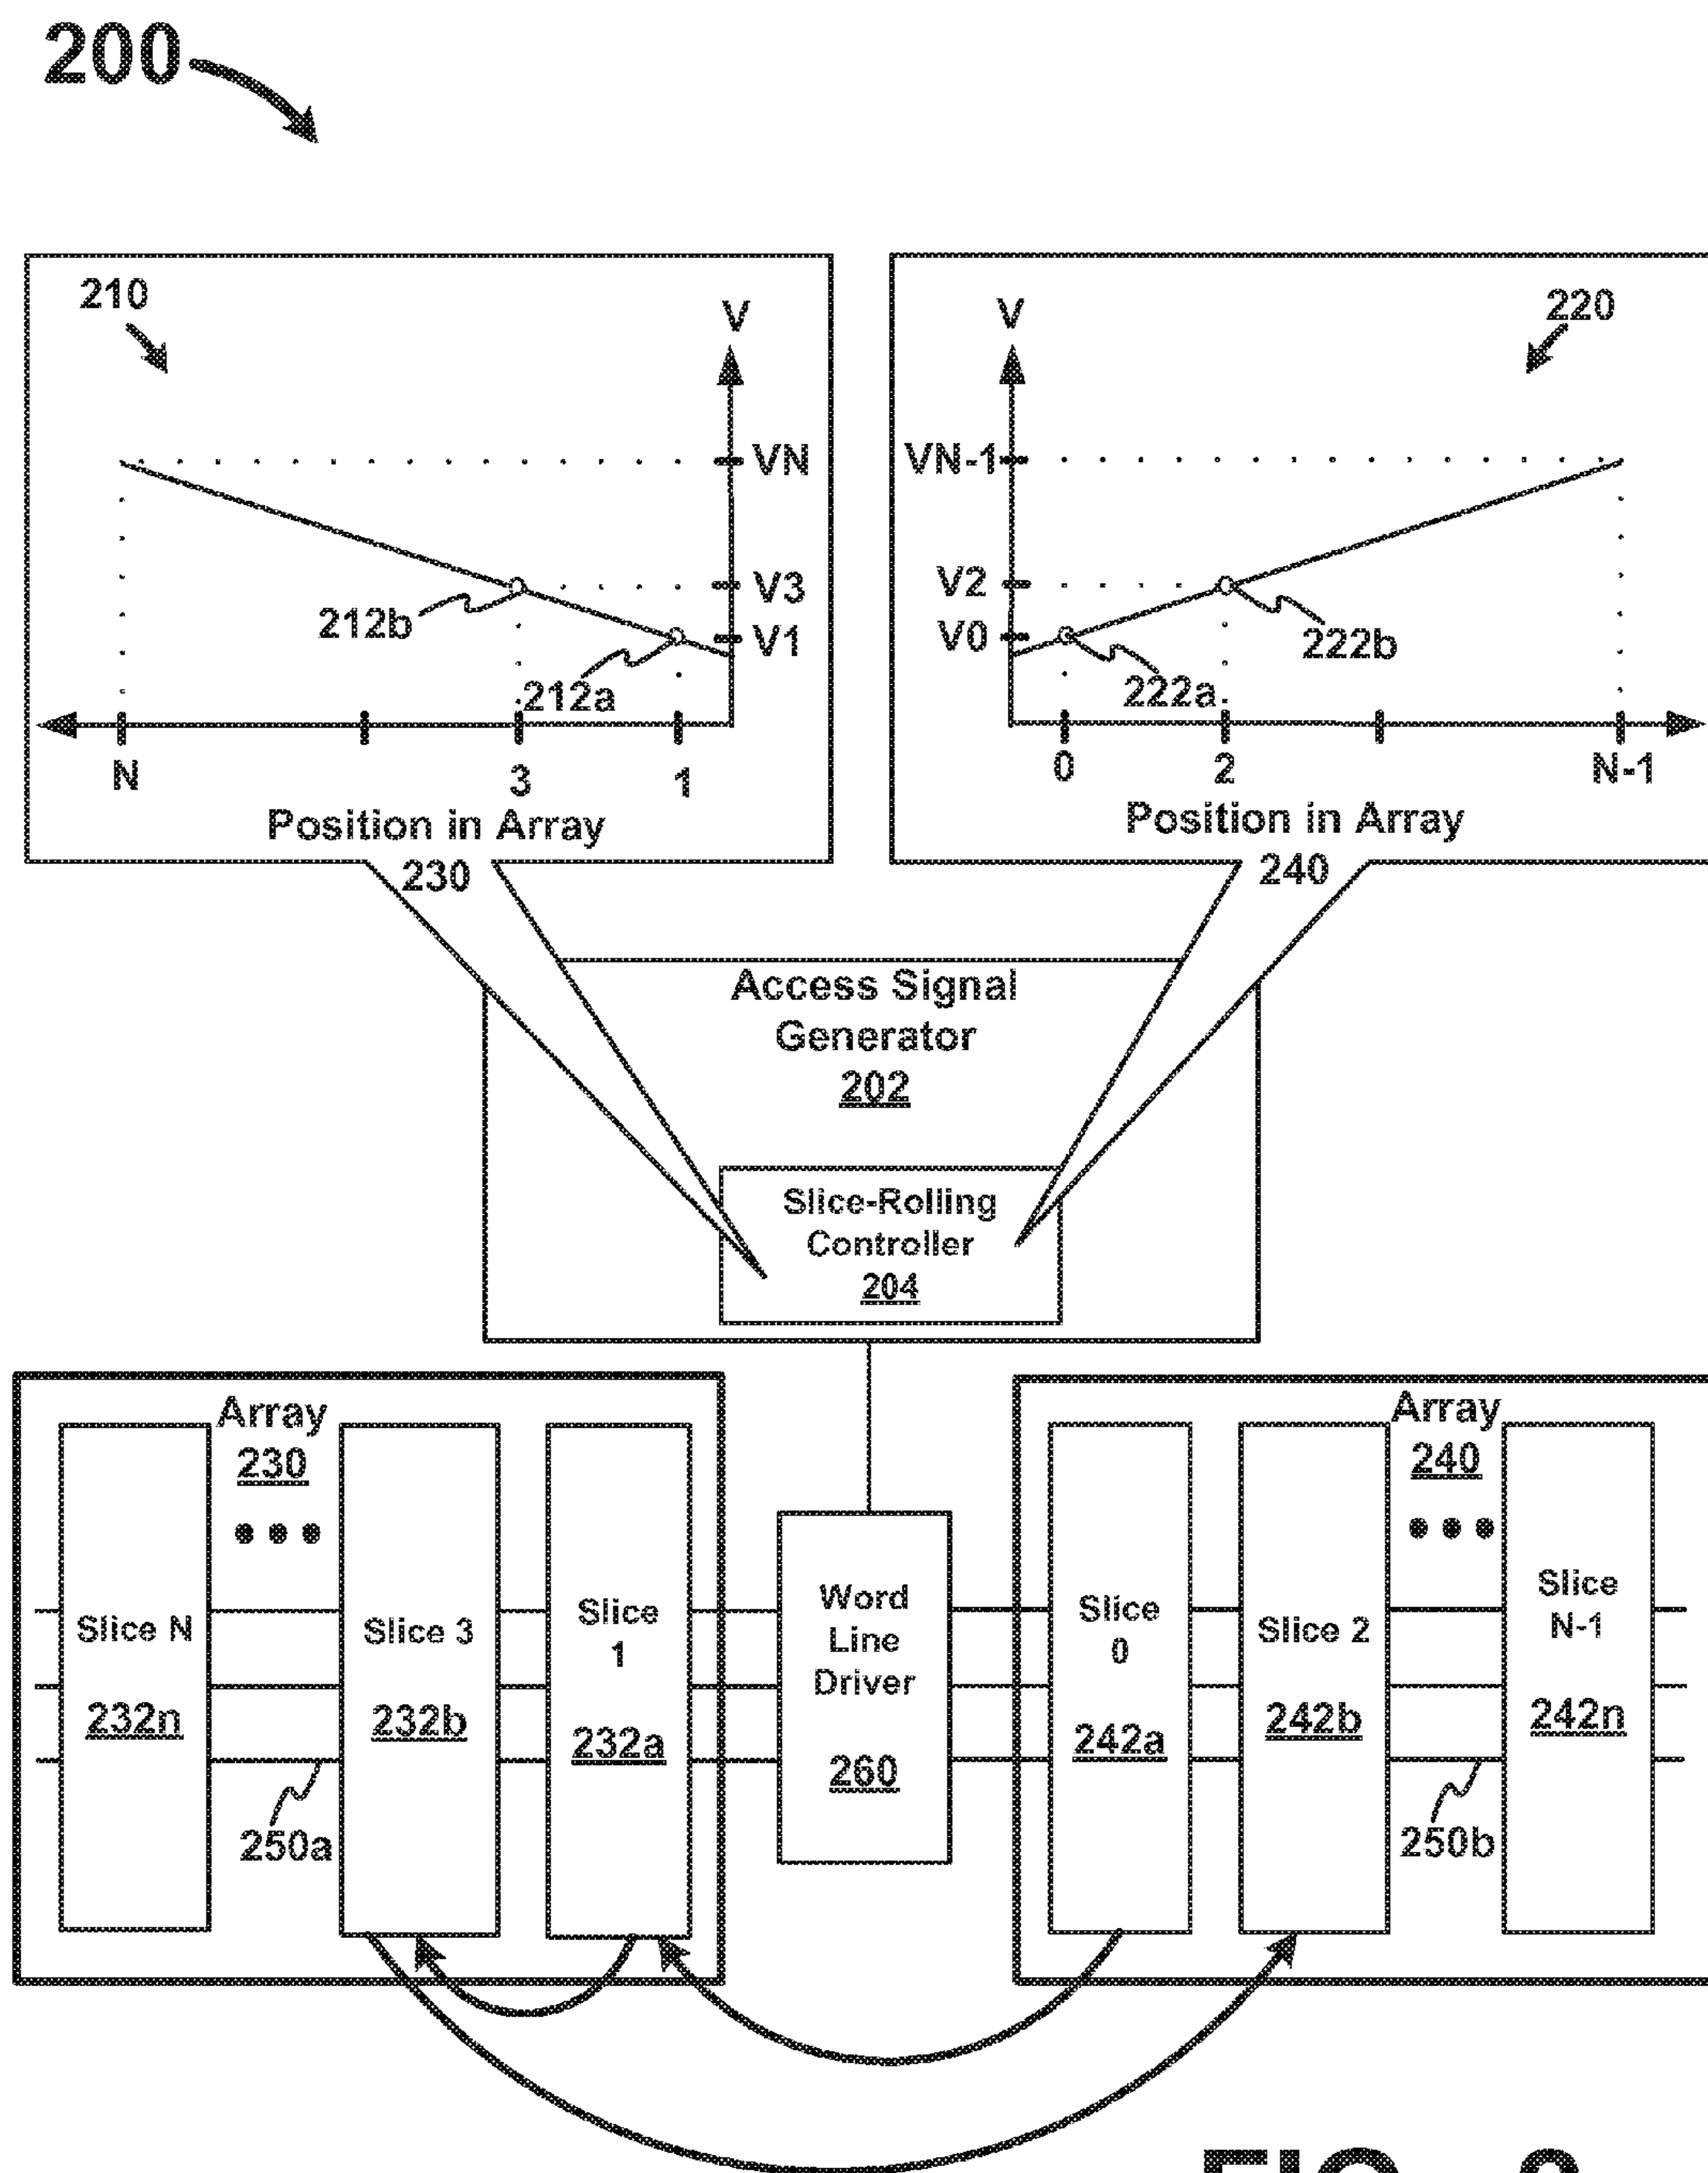 200
210
V
VN
V3
V1
212b
212a
N
3
1
Position in Array
230
220
V
VN-1
V2
V0
222b
222a
0
2
N-1
Position in Array
240
Access Signal
Generator
202
Slice-Rolling
Controller
204
Array
230
Slice N
232n
Slice 3
232b
Slice
1
232a
250a
Word
Line
Driver
260
Array
240
Slice
0
242a
Slice 2
242b
Slice
N-1
242n
250b